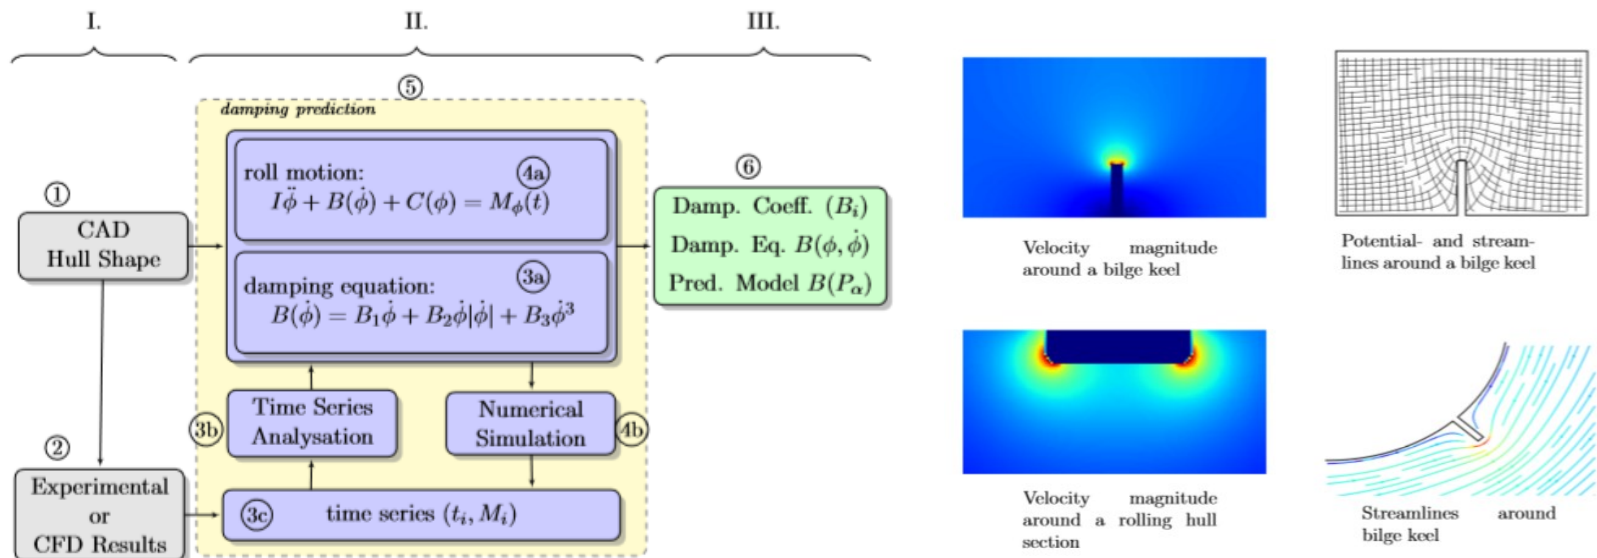 I.
II.
III.
⑤
damping prediction
①
CAD
Hull Shape
roll motion:
4a
Iφ̈ + B(φ̇) + C(φ) = M_φ(t)
damping equation:
3a
B(φ̇) = B₁φ̇ + B₂φ̇|φ̇| + B₃φ̇³
⑥
Damp. Coeff. (Bᵢ)
Damp. Eq. B(φ, φ̇)
Pred. Model B(P_α)
3b
Time Series
Analysation
Numerical
Simulation
4b
②
Experimental
or
CFD Results
3c
time series (tᵢ, Mᵢ)
Velocity magnitude
around a bilge keel
Potential- and stream-
lines around a bilge keel
Velocity magnitude
around a rolling hull
section
Streamlines around
bilge keel